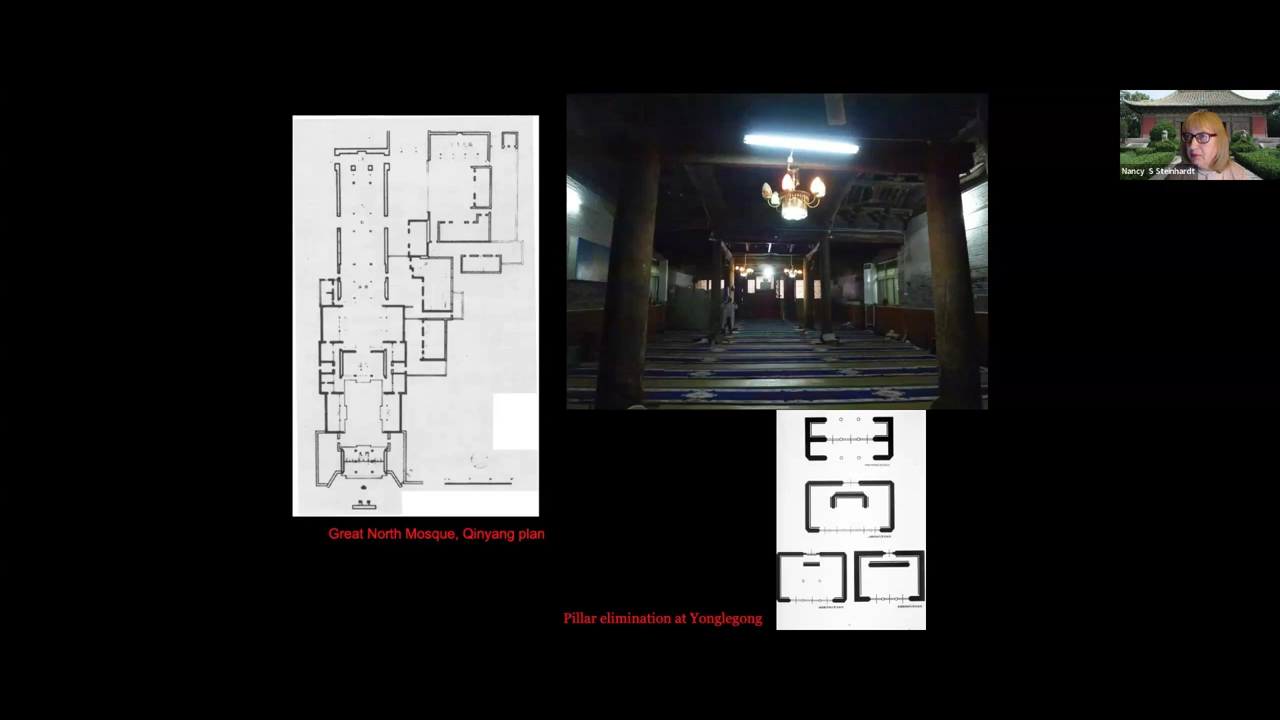 Nancy S Steinhardt
Great North Mosque, Qinyang plan
Pillar elimination at Yonglegong